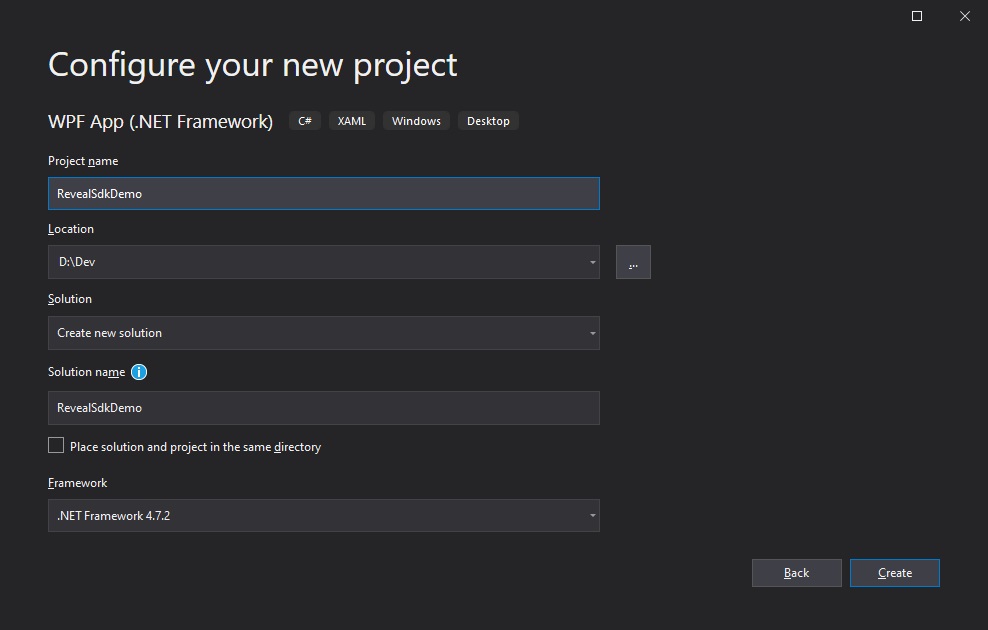 Configure your new project
WPF App (.NET Framework) C# XAML Windows Desktop
Project name
RevealSdkDemo
Location
D:\Dev
...
Solution
Create new solution
Solution name
RevealSdkDemo
Place solution and project in the same directory
Framework
.NET Framework 4.7.2
Back Create